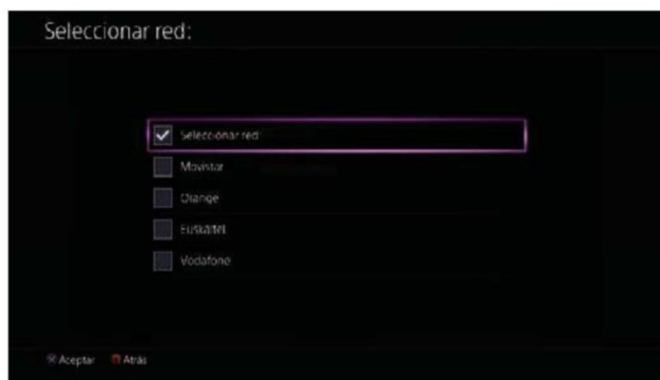 Seleccionar red:
Seleccionar red:
Movistar
Orange
Euskaltel
Vodafone
Aceptar Atrás